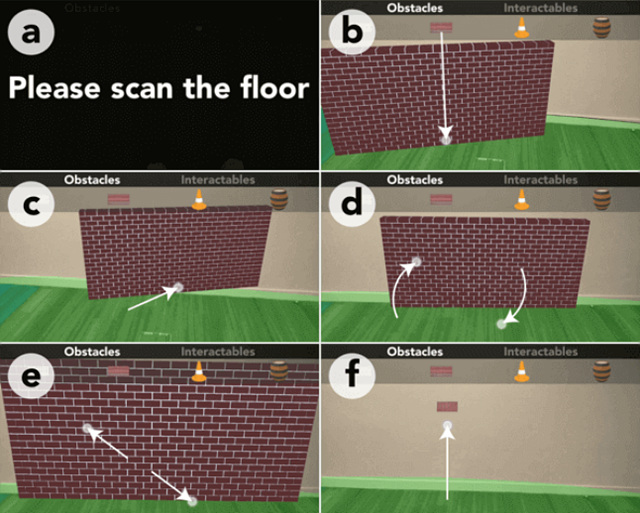 a
Please scan the floor
b
Obstacles Interactables
c
Obstacles Interactables
d
Obstacles Interactables
e
Obstacles Interactables
f
Obstacles Interactables